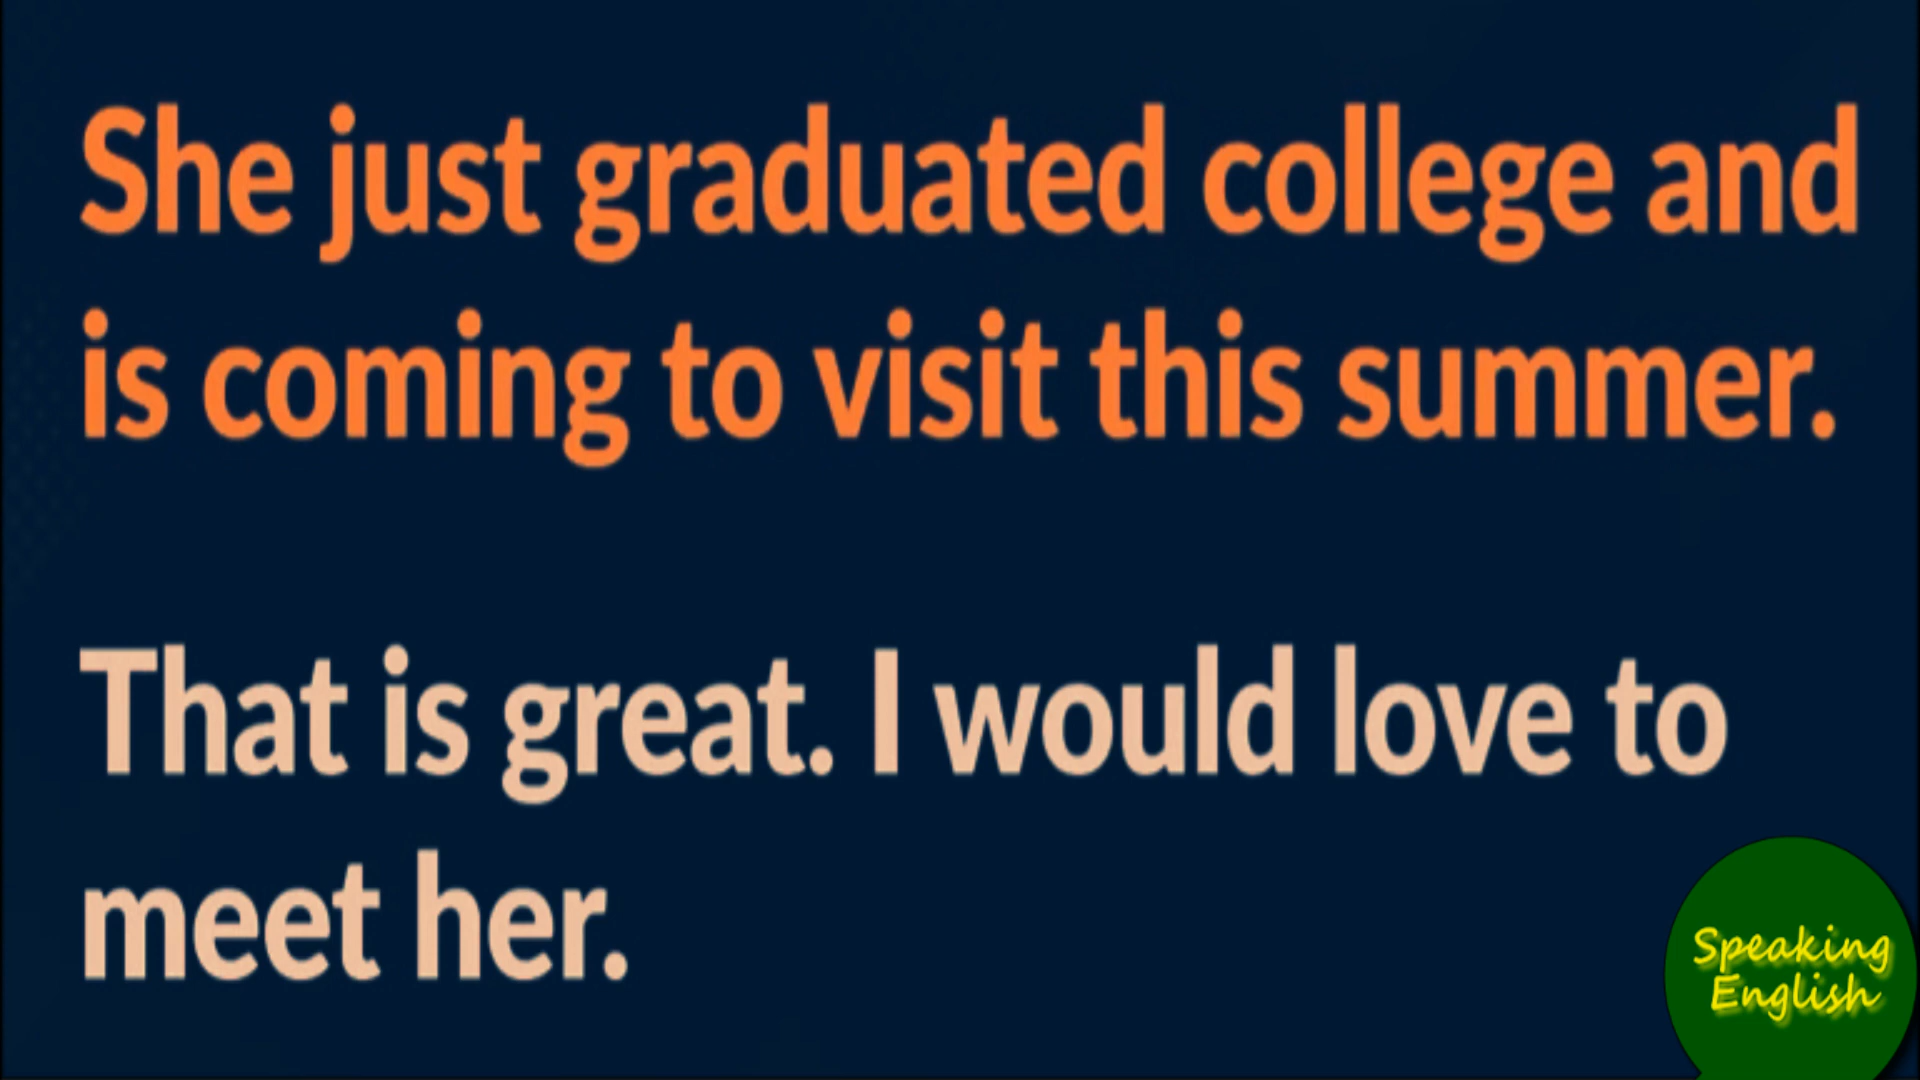 She just graduated college and
is coming to visit this summer.
That is great. I would love to
meet her.
Speaking
English